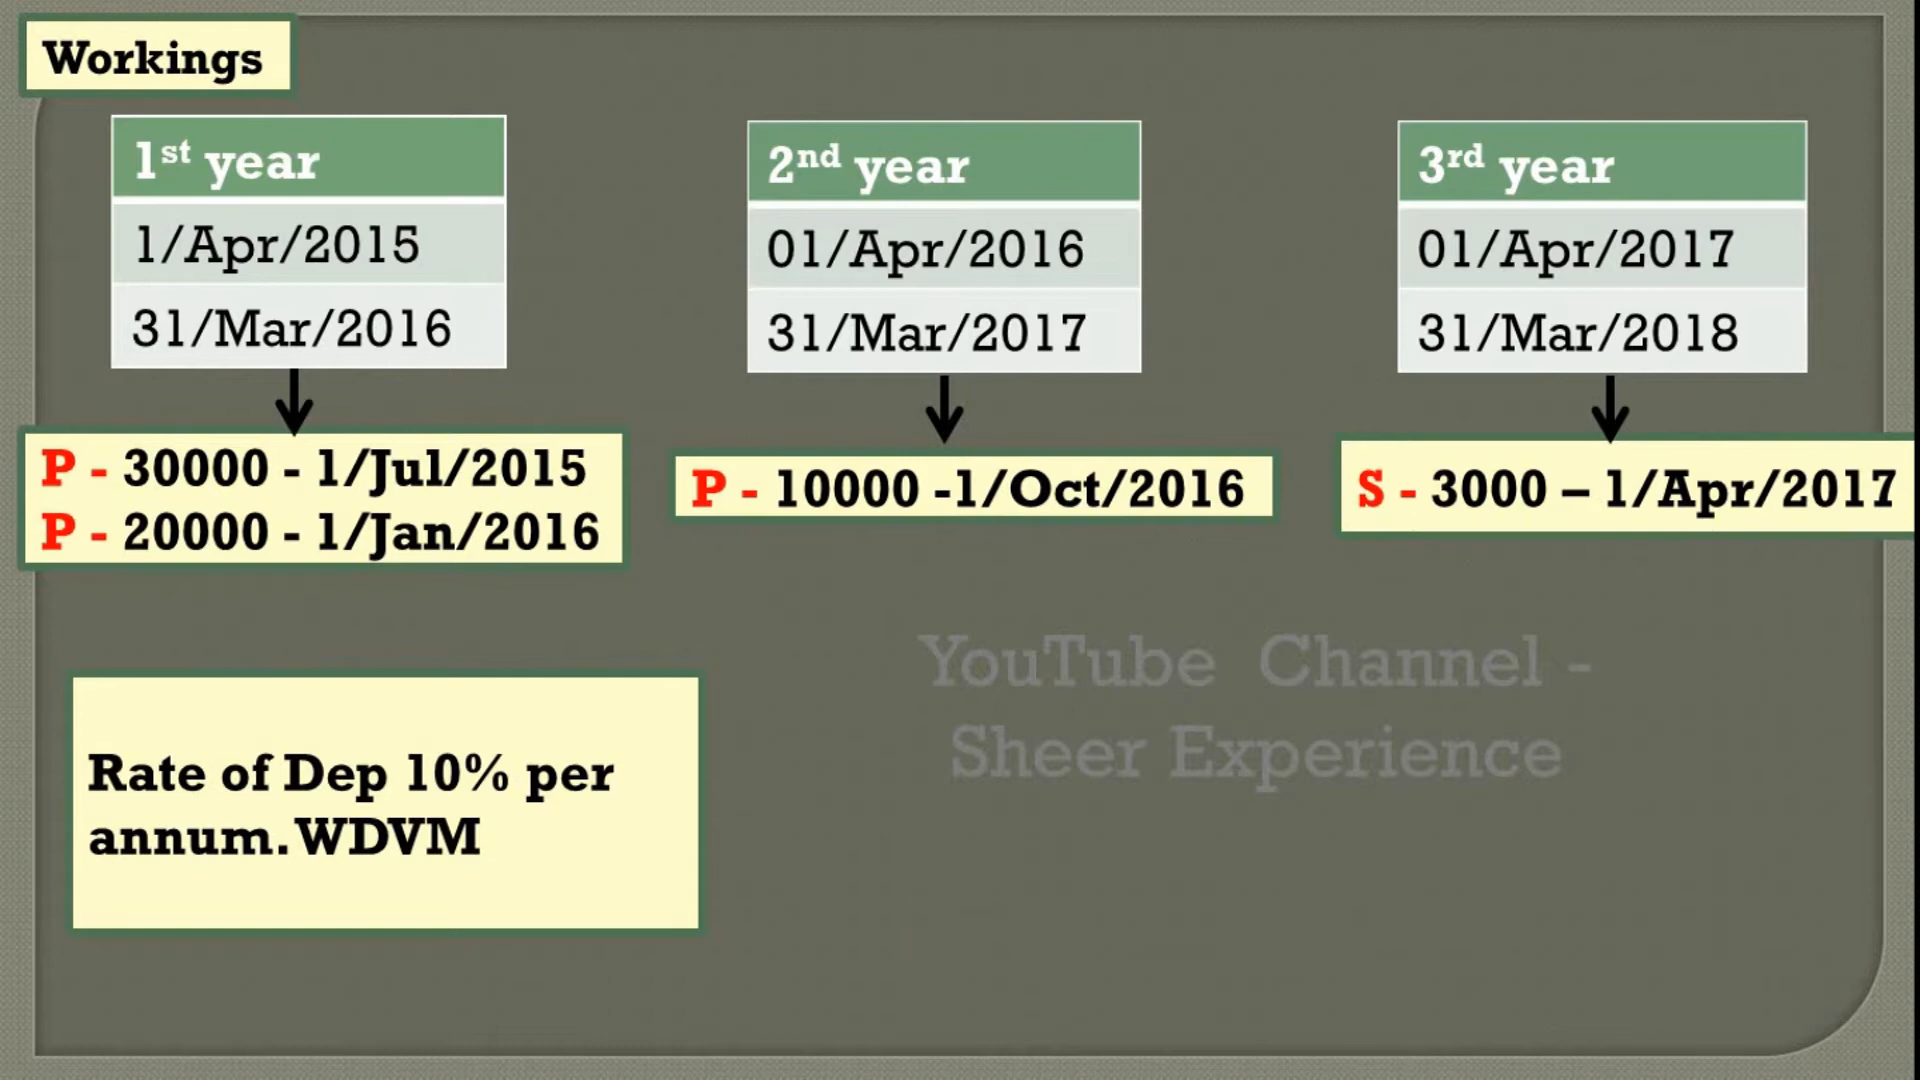 Workings
1st year
1/Apr/2015
31/Mar/2016
2nd year
01/Apr/2016
31/Mar/2017
3rd year
01/Apr/2017
31/Mar/2018
P - 30000 - 1/Jul/2015
P - 20000 - 1/Jan/2016
P - 10000 -1/Oct/2016
S - 3000 – 1/Apr/2017
Rate of Dep 10% per
annum. WDVM
YouTube Channel -
Sheer Experience